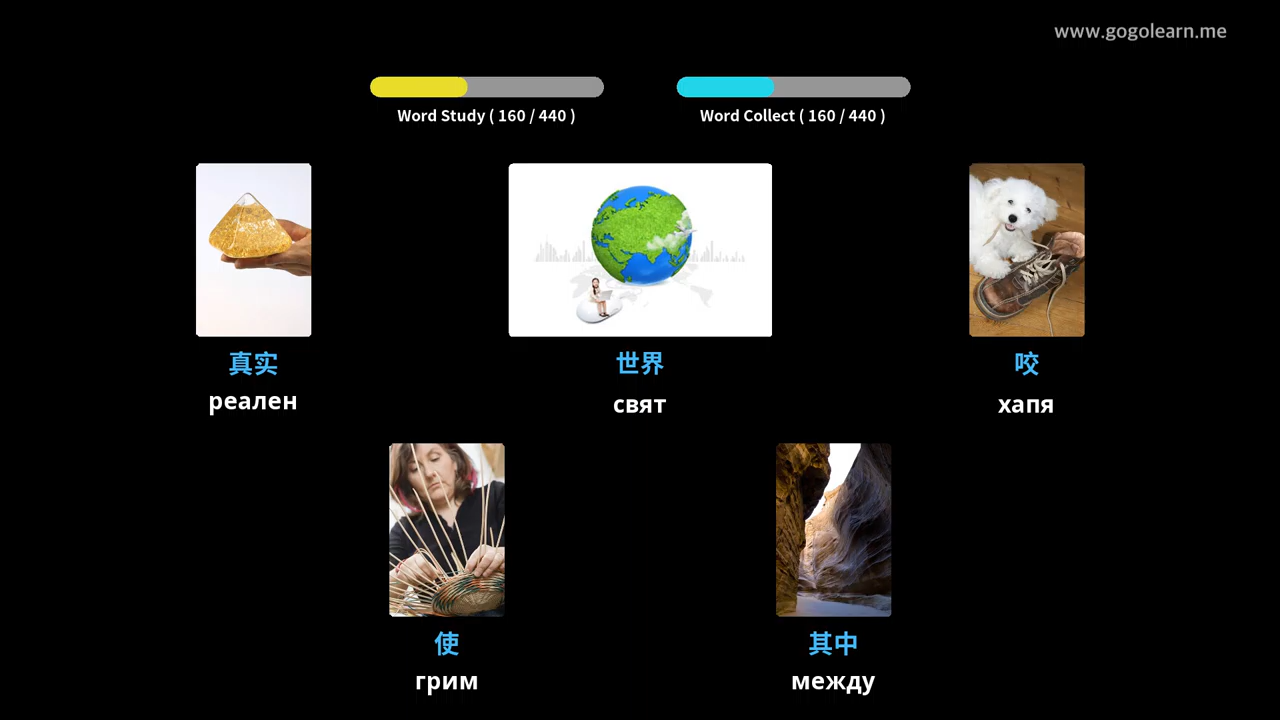 www.gogolearn.me
Word Study ( 160 / 440 )
Word Collect ( 160 / 440 )
真实
реален
世界
свят
咬
хапя
使
грим
其中
между